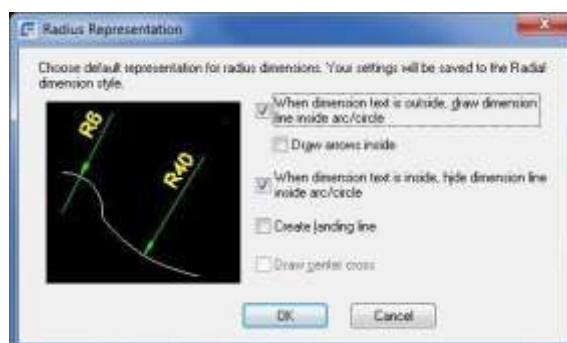 Radius Representation
Choose default representation for radius dimensions. Your settings will be saved to the Radial
dimension style.
R6
R40
When dimension text is outside, draw dimension
line inside arc/circle
Draw arrows inside
When dimension text is inside, hide dimension line
inside arc/circle
Create landing line
Draw center cross
OK
Cancel